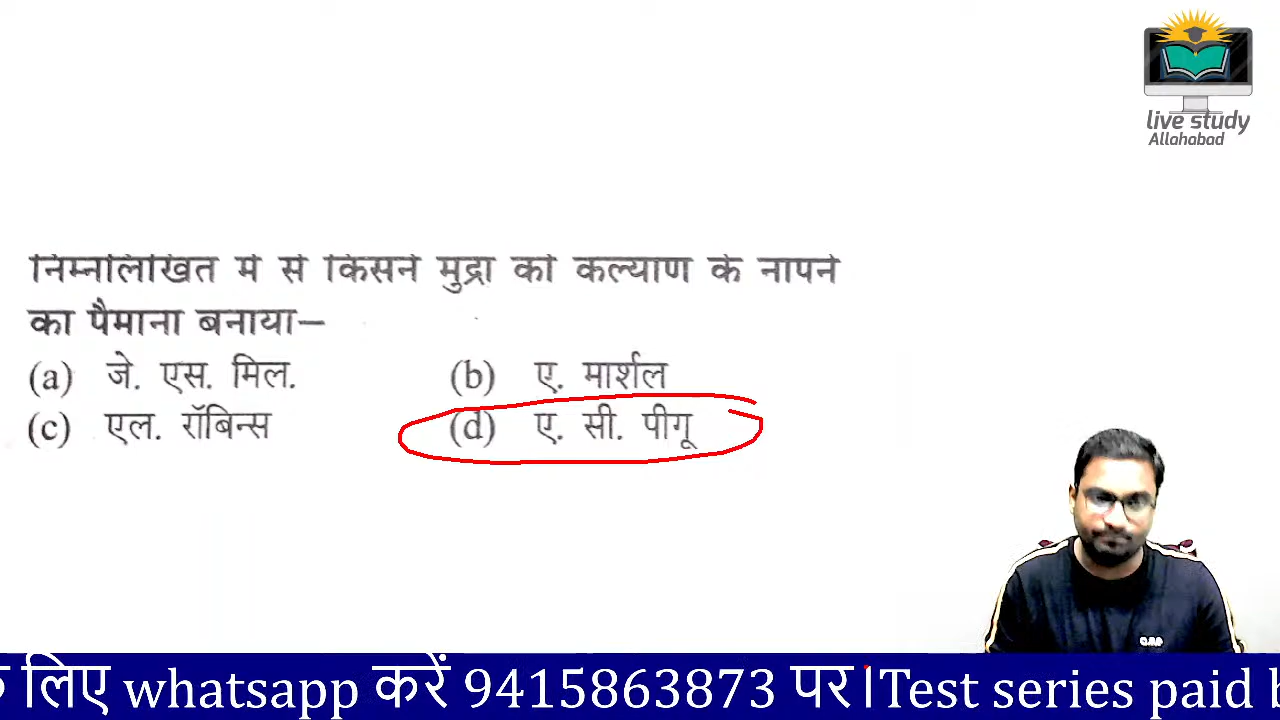 live study
Allahabad
निम्नलिखित में से किसने मुद्रा को कल्याण के नापने
का पैमाना बनाया–
(a) जे. एस. मिल. (b) ए. मार्शल
(c) एल. रॉबिन्स (d) ए. सी. पीगू
लिए whatsapp करें 9415863873 पर।Test series paid